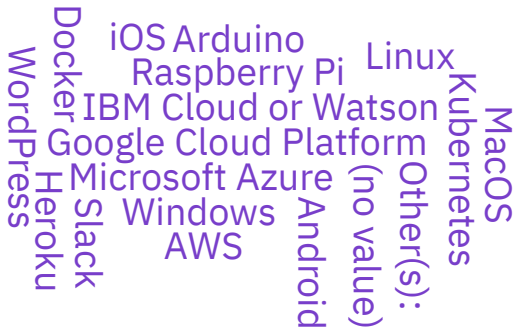 Docker
iOS
Arduino
Linux
WordPress
Raspberry Pi
Kubernetes
IBM Cloud or Watson
MacOS
Google Cloud Platform
Microsoft Azure
Other(s):
(no value)
Heroku
Slack
Windows
Android
AWS